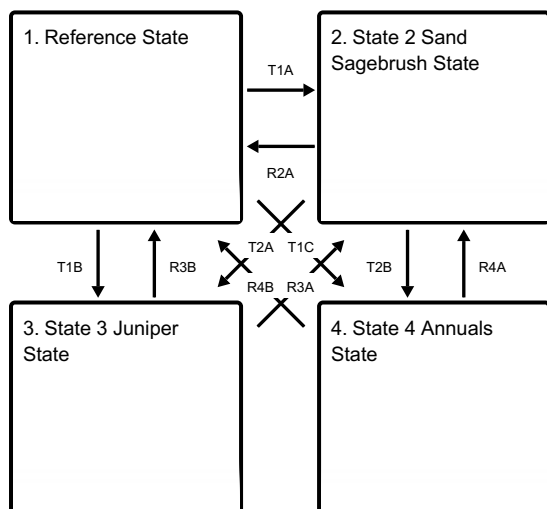 1. Reference State
2. State 2 Sand
Sagebrush State
T1A
R2A
T2A
T1C
T1B
R3B
T2B
R4A
R4B
R3A
3. State 3 Juniper
State
4. State 4 Annuals
State